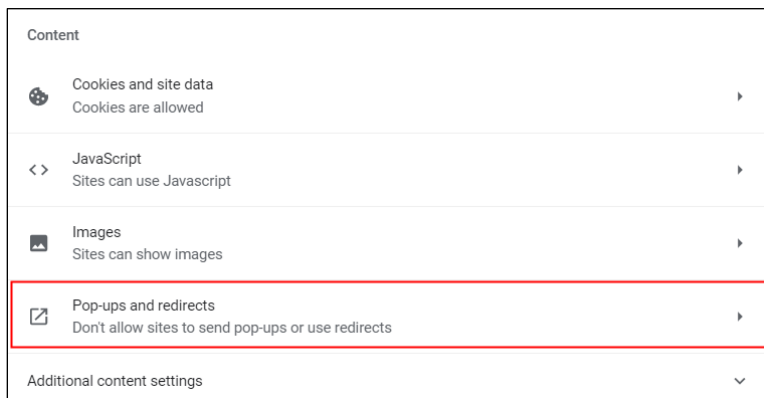 Content
Cookies and site data
Cookies are allowed
JavaScript
Sites can use Javascript
Images
Sites can show images
Pop-ups and redirects
Don't allow sites to send pop-ups or use redirects
Additional content settings